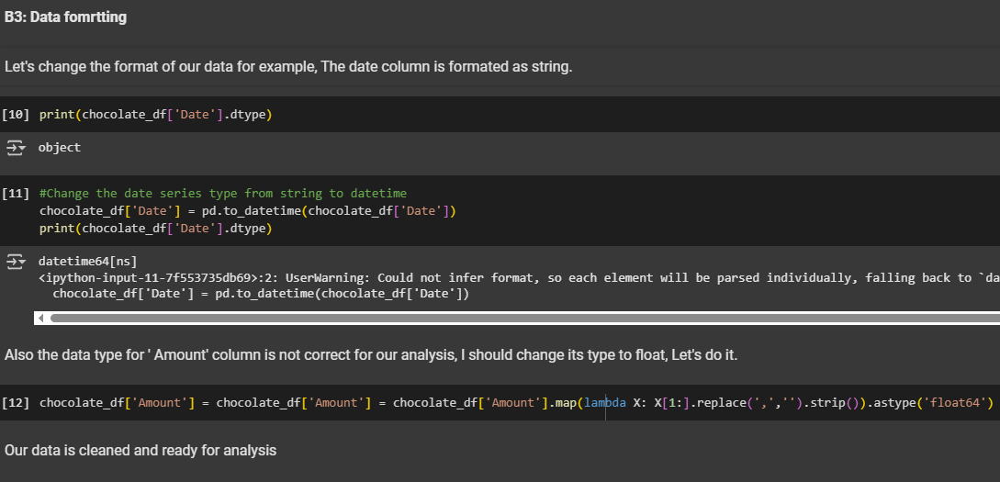 B3: Data fomrtting
Let's change the format of our data for example, The date column is formated as string.
[10] print(chocolate_df['Date'].dtype)
object
[11] #Change the date series type from string to datetime
chocolate_df['Date'] = pd.to_datetime(chocolate_df['Date'])
print(chocolate_df['Date'].dtype)
datetime64[ns]
<ipython-input-11-7f553735db69>:2: UserWarning: Could not infer format, so each element will be parsed individually, falling back to `da
chocolate_df['Date'] = pd.to_datetime(chocolate_df['Date'])
Also the data type for ' Amount' column is not correct for our analysis, I should change its type to float, Let's do it.
[12] chocolate_df['Amount'] = chocolate_df['Amount'] = chocolate_df['Amount'].map(lambda X: X[1:].replace(',','').strip()).astype('float64')
Our data is cleaned and ready for analysis